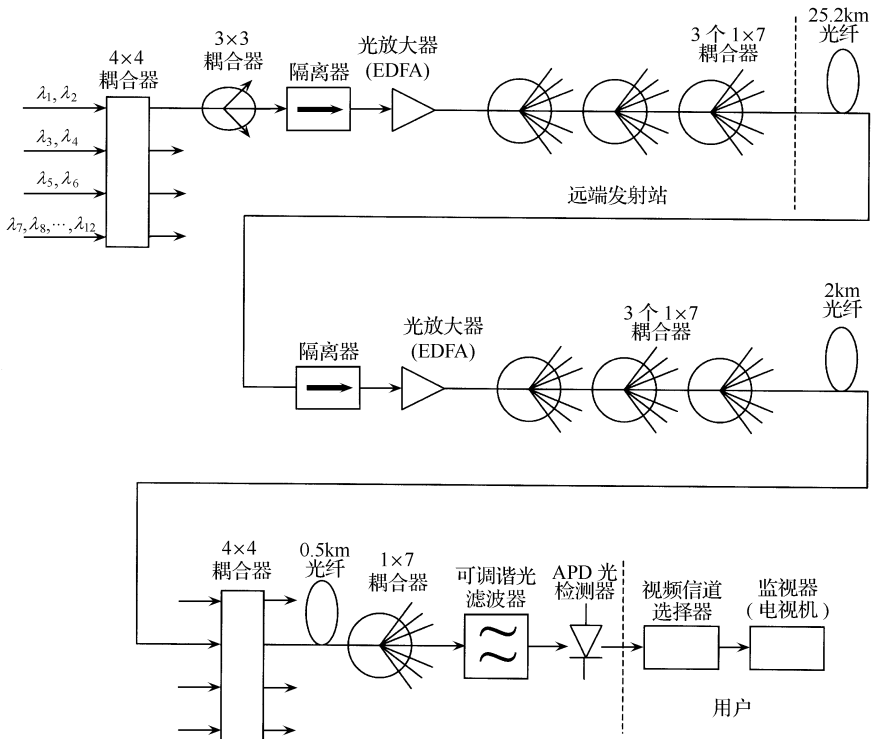 4×4
耦合器
3×3
耦合器
隔离器
光放大器
(EDFA)
3 个 1×7
耦合器
25.2km
光纤
λ1, λ2
λ3, λ4
λ5, λ6
λ7, λ8, ···, λ12
远端发射站
隔离器
光放大器
(EDFA)
3 个 1×7
耦合器
2km
光纤
4×4
耦合器
0.5km
光纤
1×7
耦合器
可调谐光
滤波器
APD 光
检测器
视频信道
选择器
监视器
(电视机)
用户